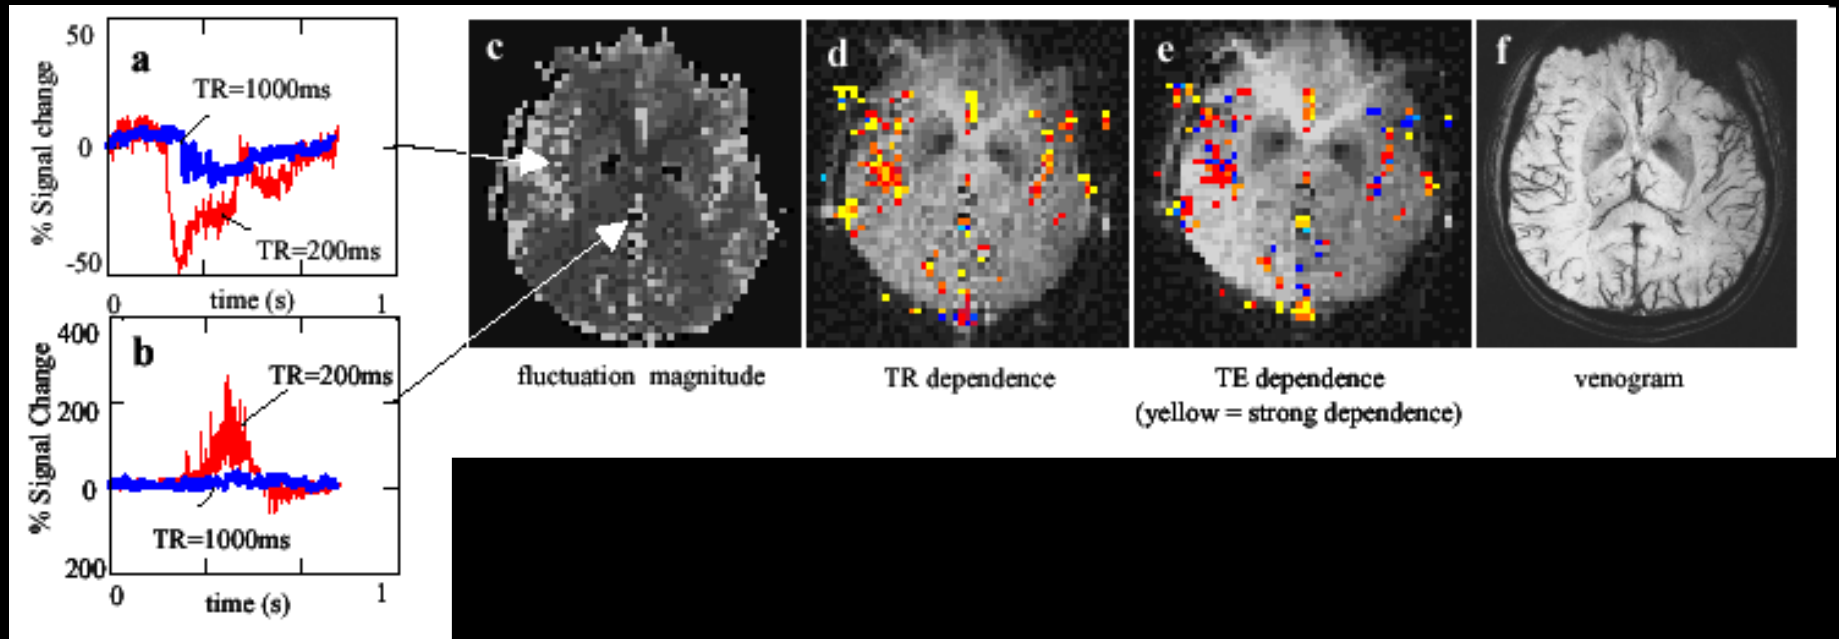 a
50
0
-50
% Signal change
TR=1000ms
TR=200ms
0
time (s)
1
b
400
200
0
200
% Signal Change
TR=200ms
TR=1000ms
0
time (s)
1
c
fluctuation magnitude
d
TR dependence
e
TE dependence
(yellow = strong dependence)
f
venogram